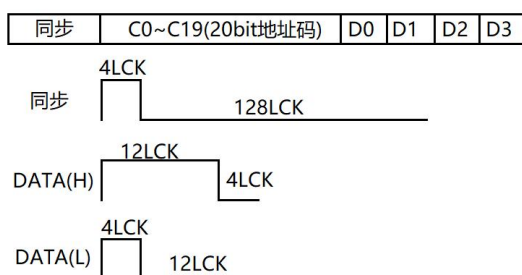 同步 C0~C19(20bit地址码) D0 D1 D2 D3
4LCK
同步 128LCK
12LCK
DATA(H) 4LCK
4LCK
DATA(L) 12LCK